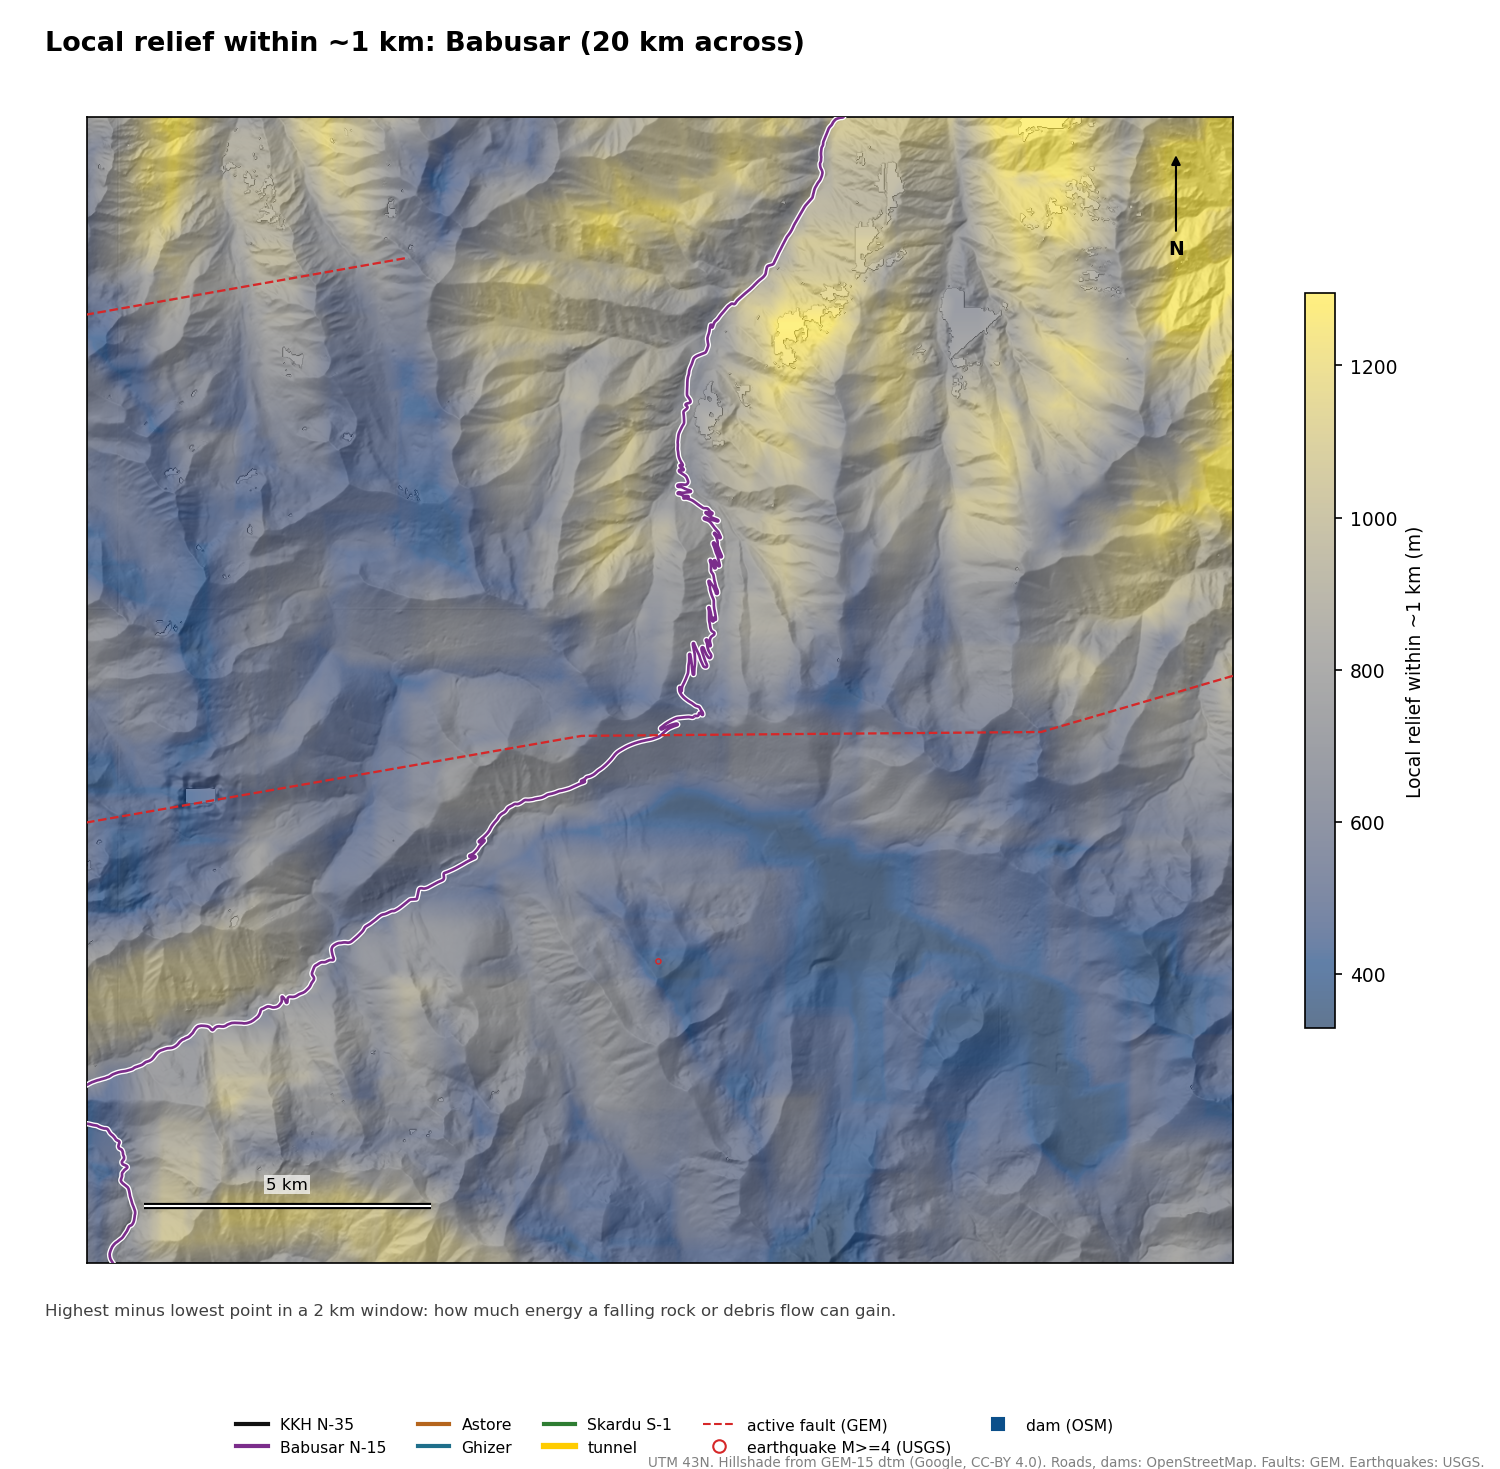 Local relief within ~1 km: Babusar (20 km across)
N
1200
1000
800
600
400
Local relief within ~1 km (m)
5 km
Highest minus lowest point in a 2 km window: how much energy a falling rock or debris flow can gain.
KKH N-35
Astore
Skardu S-1
active fault (GEM)
dam (OSM)
Babusar N-15
Ghizer
tunnel
earthquake M>=4 (USGS)
UTM 43N. Hillshade from GEM-15 dtm (Google, CC-BY 4.0). Roads, dams: OpenStreetMap. Faults: GEM. Earthquakes: USGS.